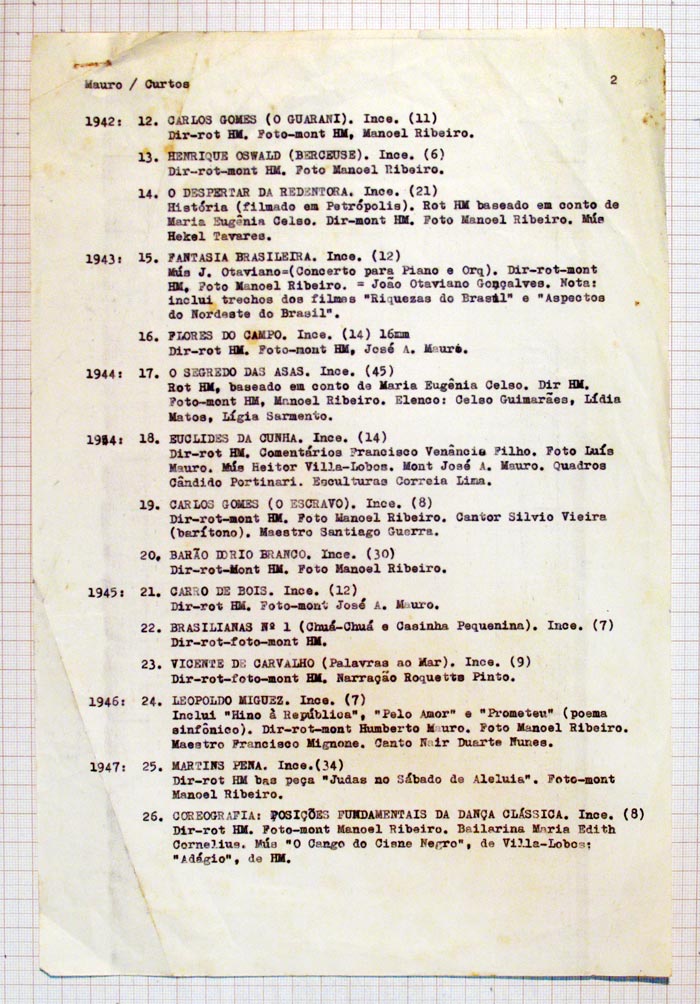 Mauro / Curtos 2
1942: 12. CARLOS GOMES (O GUARANI). Ince. (11)
Dir-rot HM. Foto-mont HM, Manoel Ribeiro.
13. HENRIQUE OSWALD (BERCEUSE). Ince. (6)
Dir-rot-mont HM. Foto Manoel Ribeiro.
14. O DESPERTAR DA REDENTORA. Ince. (21)
História (filmado em Petrópolis). Rot HM baseado em conto de
Maria Eugênia Celso. Dir-mont HM. Foto Manoel Ribeiro. Mús
Hekel Tavares.
1943: 15. FANTASIA BRASILEIRA. Ince. (12)
Mús J. Otaviano=(Concerto para Piano e Orq). Dir-rot-mont
HM, Foto Manoel Ribeiro. = João Otaviano Gonçalves. Nota:
inclui trechos dos filmes "Riquezas do Brasil" e "Aspectos
do Nordeste do Brasil".
16. FLORES DO CAMPO. Ince. (14) 16mm
Dir-rot HM. Foto-mont HM, José A. Mauro.
1944: 17. O SEGREDO DAS ASAS. Ince. (45)
Rot HM, baseado em conto de Maria Eugênia Celso. Dir HM.
Foto-mont HM, Manoel Ribeiro. Elenco: Celso Guimarães, Lídia
Matos, Lígia Sarmento.
18. EUCLIDES DA CUNHA. Ince. (14)
Dir-rot HM. Comentários Francisco Venâncio Filho. Foto Luís
Mauro. Mús Heitor Villa-Lobos. Mont José A. Mauro. Quadros
Cândido Portinari. Esculturas Correia Lima.
19. CARLOS GOMES (O ESCRAVO). Ince. (8)
Dir-rot-mont HM. Foto Manoel Ribeiro. Cantor Silvio Vieira
(barítono). Maestro Santiago Guerra.
20. BARÃO DORIO BRANCO. Ince. (30)
Dir-rot-Mont HM. Foto Manoel Ribeiro.
1945: 21. CARRO DE BOIS. Ince. (12)
Dir-rot HM. Foto-mont José A. Mauro.
22. BRASILIANAS Nº 1 (Chuá-Chuá e Casinha Pequenina). Ince. (7)
Dir-rot-foto-mont HM.
23. VICENTE DE CARVALHO (Palavras ao Mar). Ince. (9)
Dir-rot-foto-mont HM. Narração Roquette Pinto.
1946: 24. LEOPOLDO MIGUEZ. Ince. (7)
Inclui "Hino à República", "Pelo Amor" e "Prometeu" (poema
sinfônico). Dir-rot-mont Humberto Mauro. Foto Manoel Ribeiro.
Maestro Francisco Mignone. Canto Nair Duarte Nunes.
1947: 25. MARTINS PENA. Ince.(34)
Dir-rot HM bas peça "Judas no Sábado de Aleluia". Foto-mont
Manoel Ribeiro.
26. COREOGRAFIA: POSIÇÕES FUNDAMENTAIS DA DANÇA CLÁSSICA. Ince. (8)
Dir-rot HM. Foto-mont Manoel Ribeiro. Bailarina Maria Edith
Cornelius. Mús "O Cango do Cisne Negro", de Villa-Lobos;
"Adágio", de HM.